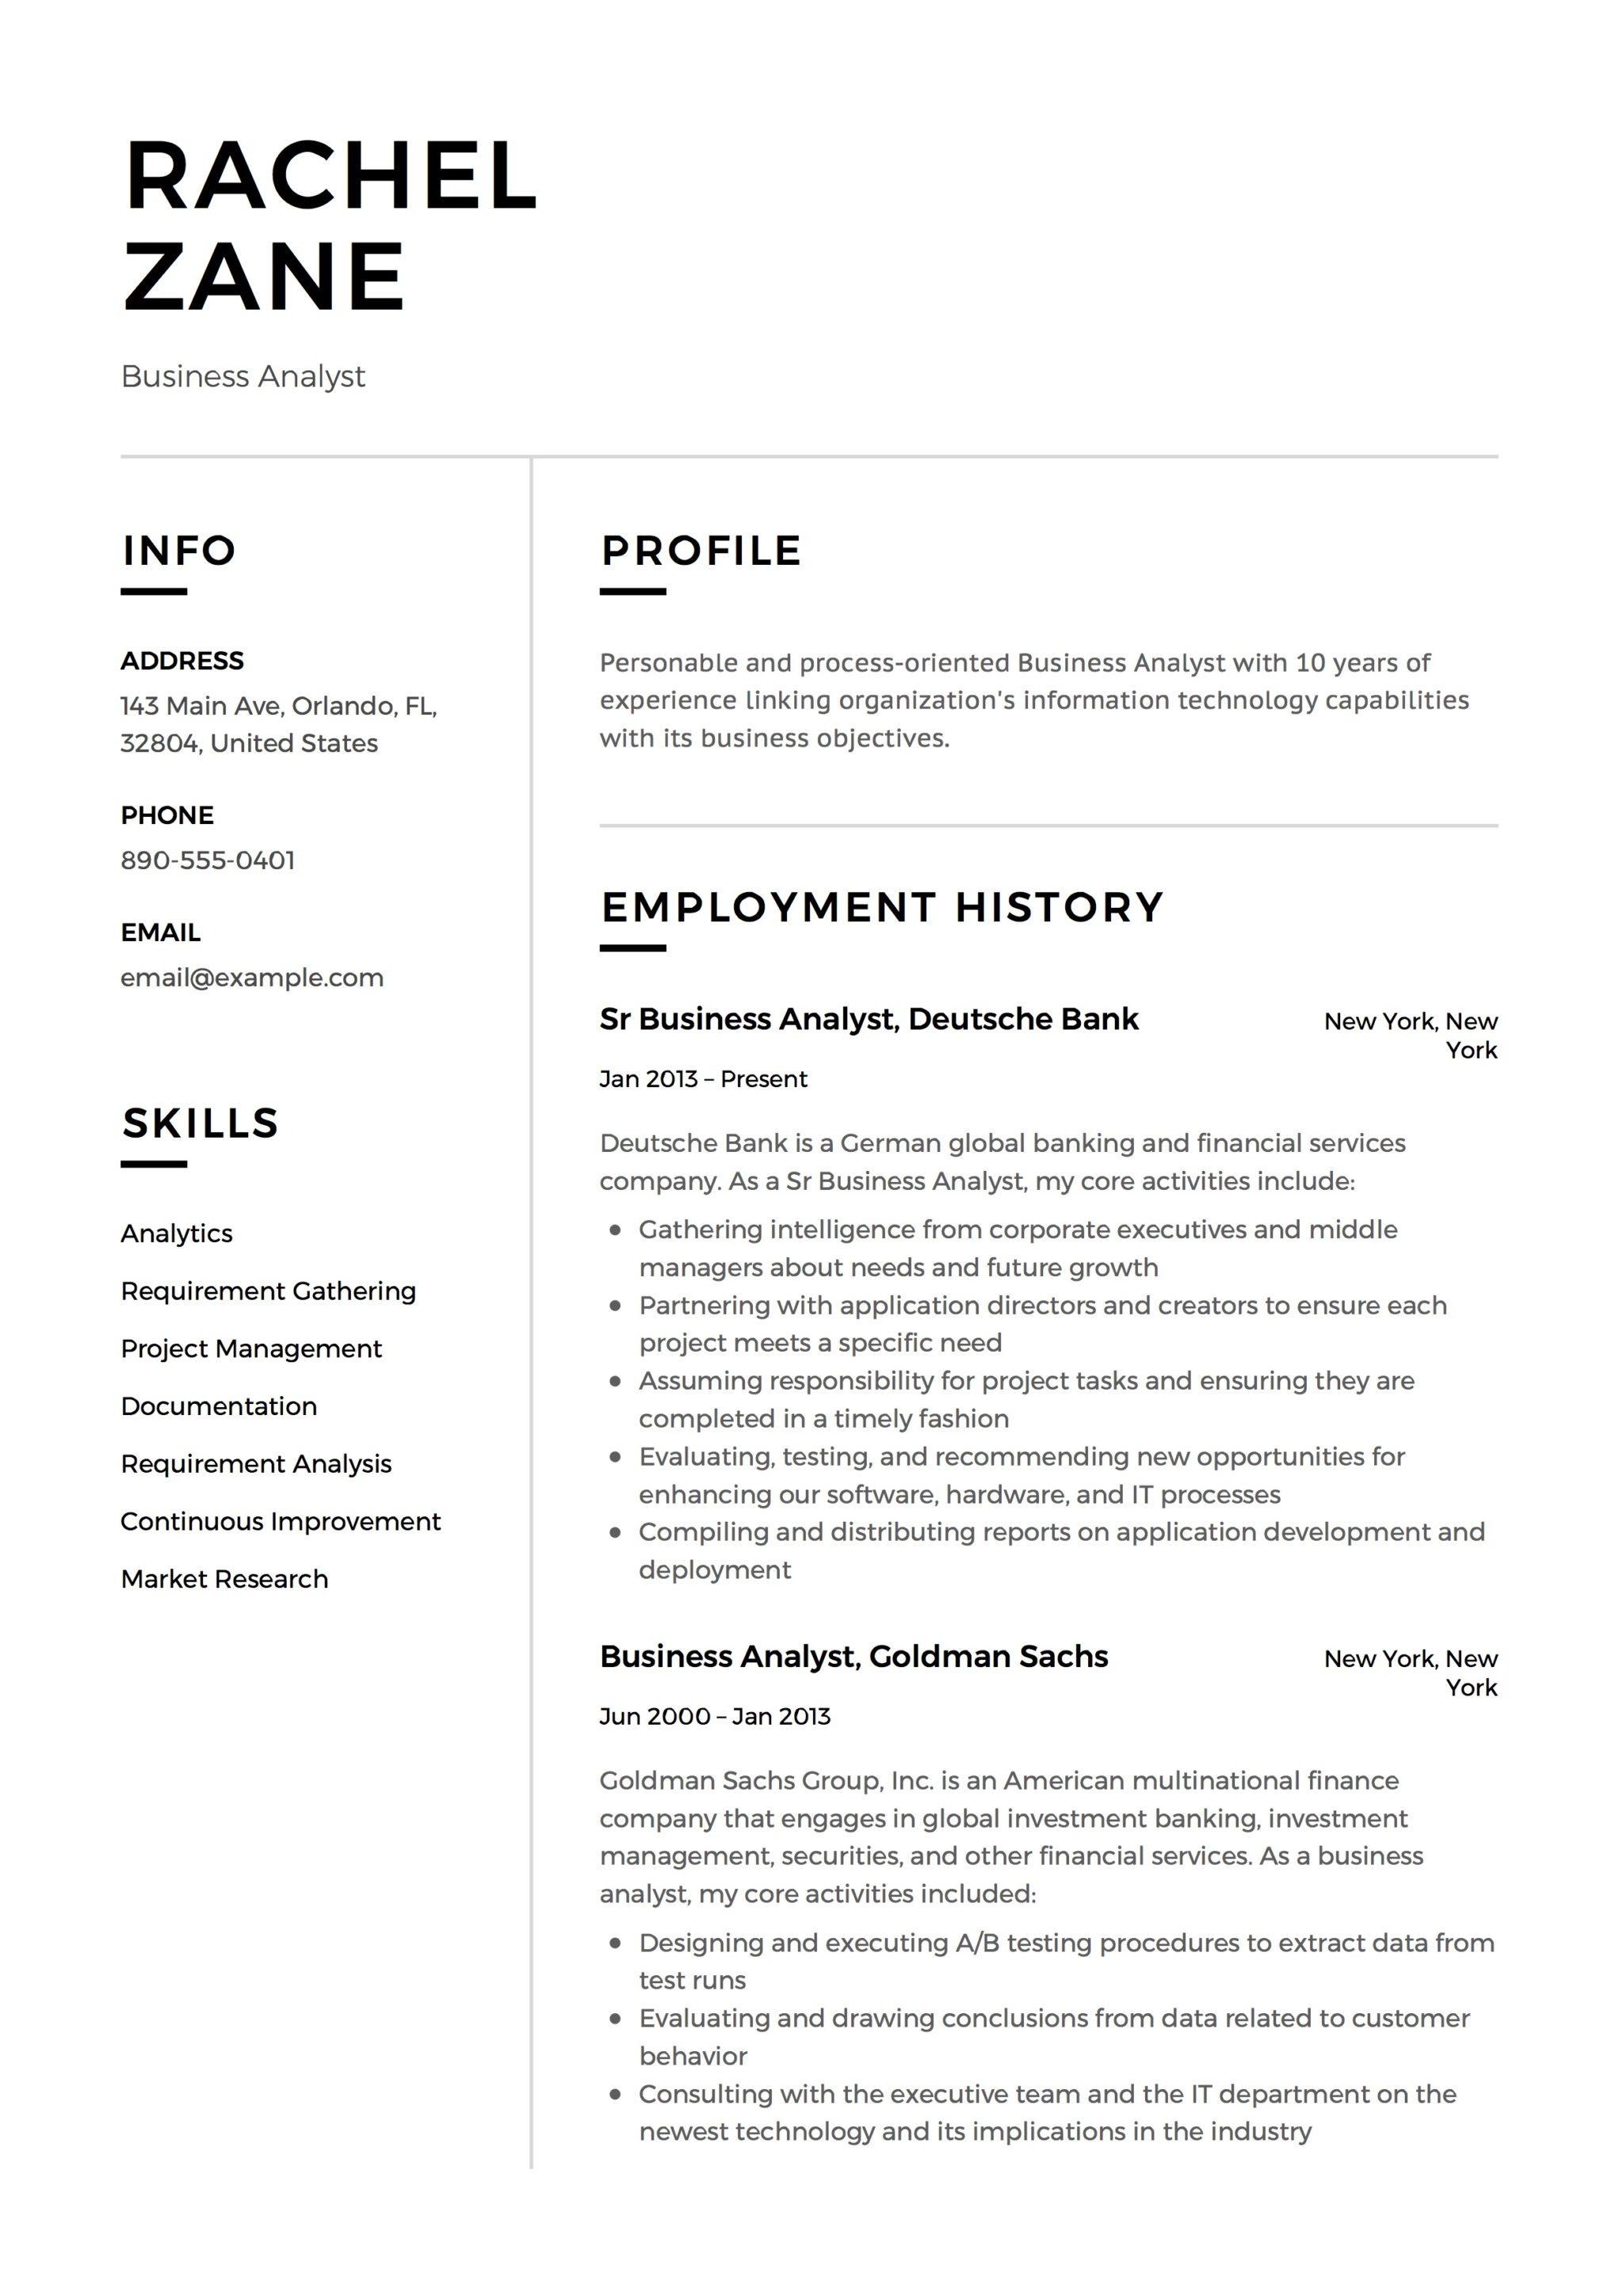 RACHEL
ZANE
Business Analyst
INFO
ADDRESS
143 Main Ave, Orlando, FL,
32804, United States
PHONE
890-555-0401
EMAIL
email@example.com
SKILLS
Analytics
Requirement Gathering
Project Management
Documentation
Requirement Analysis
Continuous Improvement
Market Research
PROFILE
Personable and process-oriented Business Analyst with 10 years of
experience linking organization's information technology capabilities
with its business objectives.
EMPLOYMENT HISTORY
Sr Business Analyst, Deutsche Bank
New York, New
York
Jan 2013 – Present
Deutsche Bank is a German global banking and financial services
company. As a Sr Business Analyst, my core activities include:
• Gathering intelligence from corporate executives and middle
managers about needs and future growth
• Partnering with application directors and creators to ensure each
project meets a specific need
• Assuming responsibility for project tasks and ensuring they are
completed in a timely fashion
• Evaluating, testing, and recommending new opportunities for
enhancing our software, hardware, and IT processes
• Compiling and distributing reports on application development and
deployment
Business Analyst, Goldman Sachs
New York, New
York
Jun 2000 – Jan 2013
Goldman Sachs Group, Inc. is an American multinational finance
company that engages in global investment banking, investment
management, securities, and other financial services. As a business
analyst, my core activities included:
• Designing and executing A/B testing procedures to extract data from
test runs
• Evaluating and drawing conclusions from data related to customer
behavior
• Consulting with the executive team and the IT department on the
newest technology and its implications in the industry